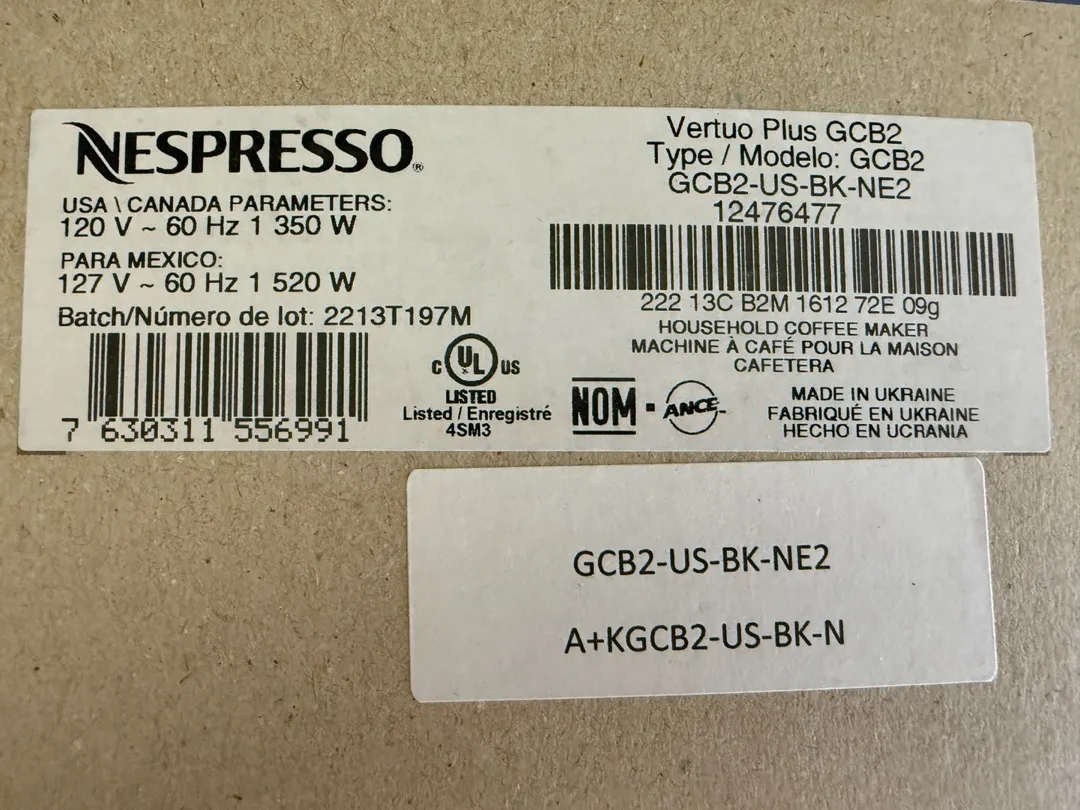 NESPRESSO®
USA \ CANADA PARAMETERS:
120 V ~ 60 Hz 1 350 W
PARA MEXICO:
127 V ~ 60 Hz 1 520 W
Batch/Número de lot: 2213T197M
7 630311 556991
C UL US
LISTED
Listed / Enregistré
4SM3
Vertuo Plus GCB2
Type / Modelo: GCB2
GCB2-US-BK-NE2
12476477
222 13C B2M 1612 72E 09g
HOUSEHOLD COFFEE MAKER
MACHINE À CAFÉ POUR LA MAISON
CAFETERA
NOM - ANCE
MADE IN UKRAINE
FABRIQUÉ EN UKRAINE
HECHO EN UCRANIA
GCB2-US-BK-NE2
A+KGCB2-US-BK-N